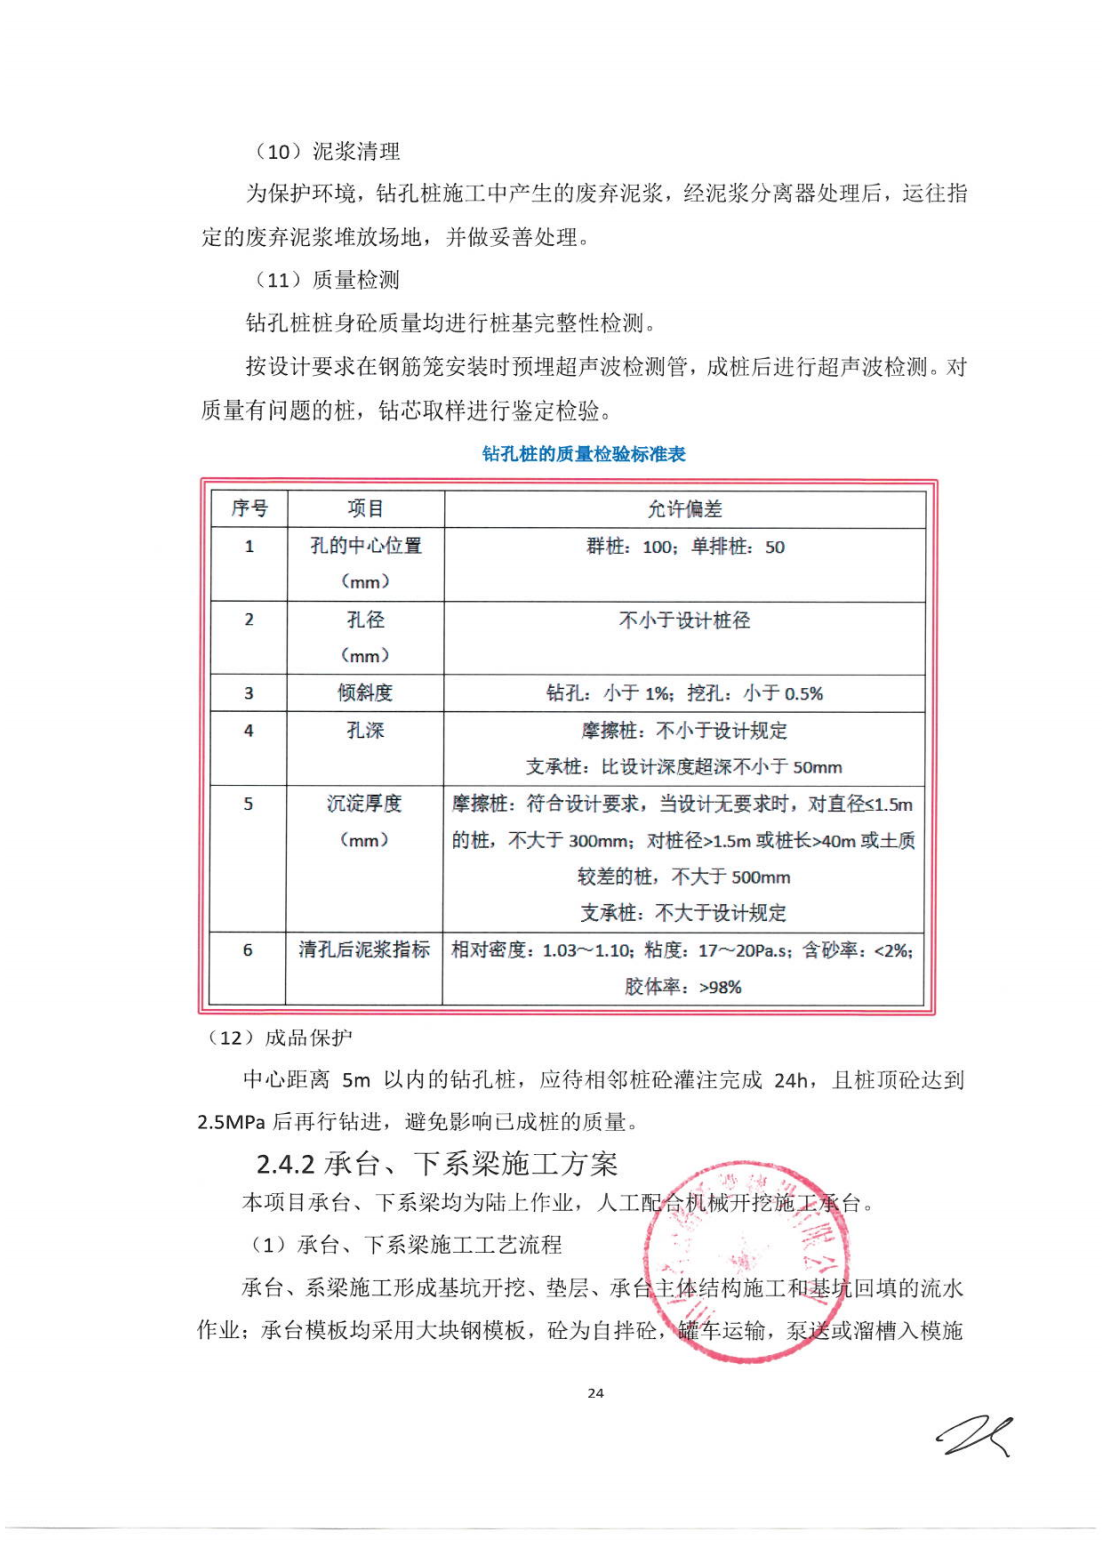 （10）泥浆清理
为保护环境，钻孔桩施工中产生的废弃泥浆，经泥浆分离器处理后，运往指
定的废弃泥浆堆放场地，并做妥善处理。
（11）质量检测
钻孔桩桩身砼质量均进行桩基完整性检测。
按设计要求在钢筋笼安装时预埋超声波检测管，成桩后进行超声波检测。对
质量有问题的桩，钻芯取样进行鉴定检验。
钻孔桩的质量检验标准表
序号 项目 允许偏差
1 孔的中心位置 群桩：100；单排桩：50
（mm）
2 孔径 不小于设计桩径
（mm）
3 倾斜度 钻孔：小于 1%；挖孔：小于 0.5%
4 孔深 摩擦桩：不小于设计规定
支承桩：比设计深度超深不小于 50mm
5 沉淀厚度 摩擦桩：符合设计要求，当设计无要求时，对直径≤1.5m
（mm） 的桩，不大于 300mm；对桩径>1.5m 或桩长>40m 或土质
较差的桩，不大于 500mm
支承桩：不大于设计规定
6 清孔后泥浆指标 相对密度：1.03～1.10；粘度：17～20Pa.s；含砂率：<2%；
胶体率：>98%
（12）成品保护
中心距离 5m 以内的钻孔桩，应待相邻桩砼灌注完成 24h，且桩顶砼达到
2.5MPa 后再行钻进，避免影响已成桩的质量。
2.4.2 承台、下系梁施工方案
本项目承台、下系梁均为陆上作业，人工配合机械开挖施工承台。
（1）承台、下系梁施工工艺流程
承台、系梁施工形成基坑开挖、垫层、承台主体结构施工和基坑回填的流水
作业；承台模板均采用大块钢模板，砼为自拌砼，罐车运输，泵送或溜槽入模施
24